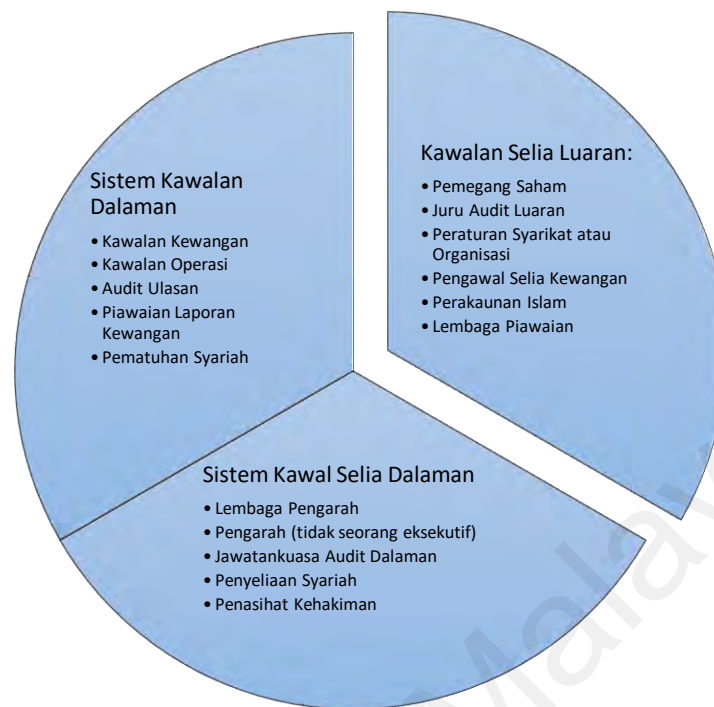 Sistem Kawalan
Dalaman
• Kawalan Kewangan
• Kawalan Operasi
• Audit Ulasan
• Piawaian Laporan
Kewangan
• Pematuhan Syariah
Kawalan Selia Luaran:
• Pemegang Saham
• Juru Audit Luaran
• Peraturan Syarikat atau
Organisasi
• Pengawal Selia Kewangan
• Perakaunan Islam
• Lembaga Piawaian
Sistem Kawal Selia Dalaman
• Lembaga Pengarah
• Pengarah (tidak seorang eksekutif)
• Jawatankuasa Audit Dalaman
• Penyeliaan Syariah
• Penasihat Kehakiman
Malay